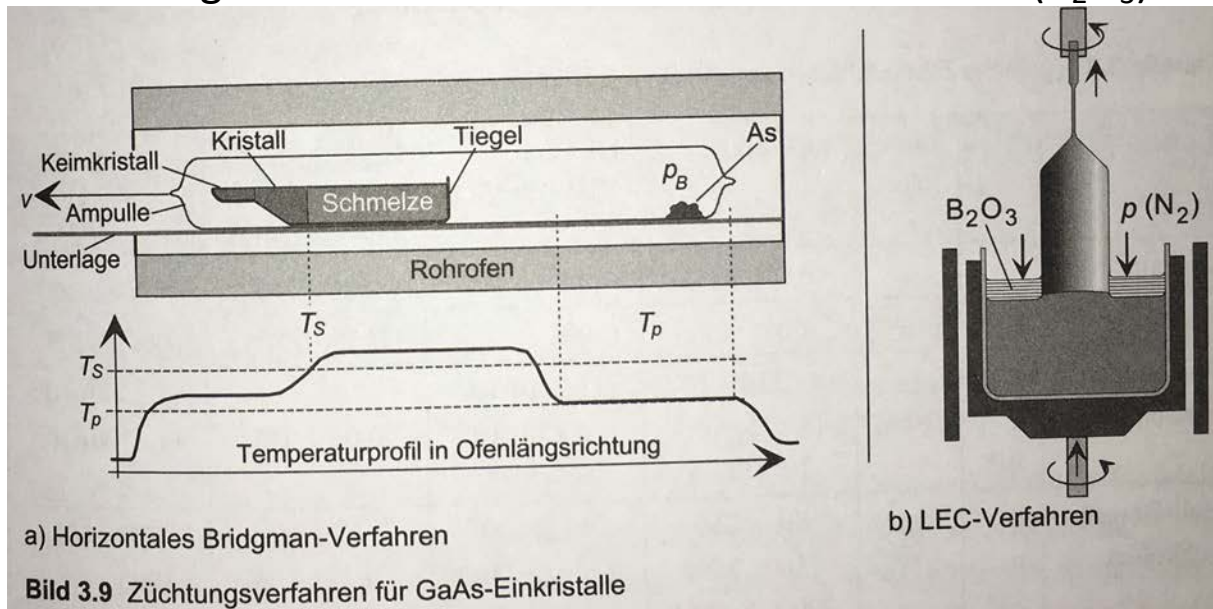 Kristall
Tiegel
As
Keimkristall
p_B
v
Schmelze
Ampulle
Unterlage
Rohrofen
T_S
T_p
T_S
T_p
Temperaturprofil in Ofenlängsrichtung
a) Horizontales Bridgman-Verfahren
B₂O₃
p (N₂)
b) LEC-Verfahren
Bild 3.9 Züchtungsverfahren für GaAs-Einkristalle